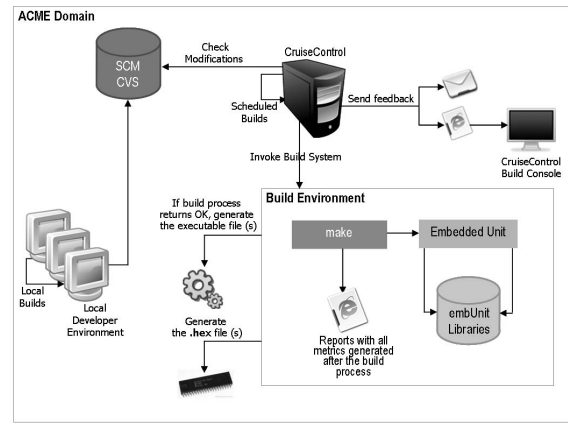 ACME Domain
SCM
CVS
Check
Modifications
CruiseControl
Scheduled
Builds
Send feedback
CruiseControl
Build Console
Invoke Build System
Build Environment
If build process
returns OK, generate
the executable file (s)
make
Embedded Unit
Local
Builds
Local
Developer
Environment
Generate
the .hex file (s)
Reports with all
metrics generated
after the build
process
embUnit
Libraries